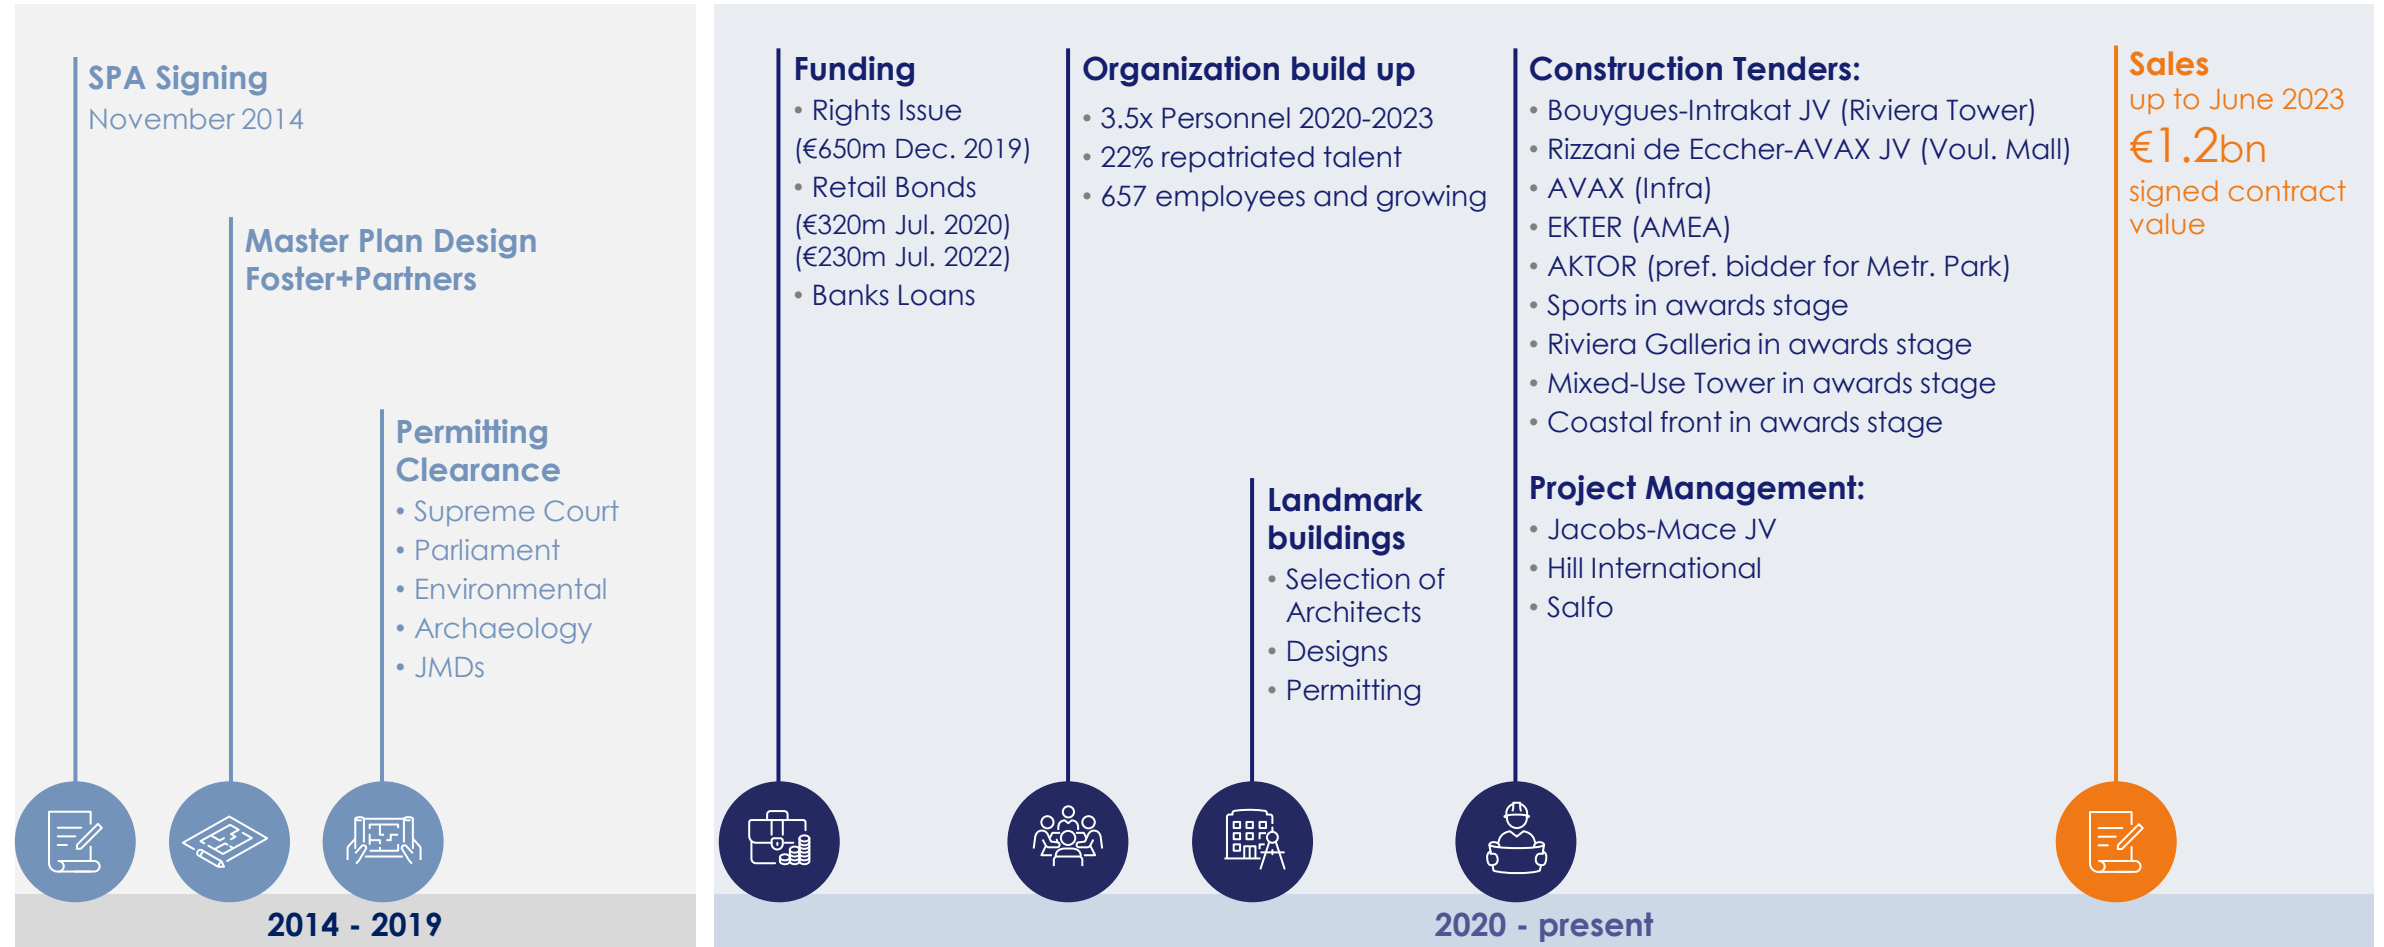 SPA Signing
November 2014
Master Plan Design
Foster+Partners
Permitting
Clearance
• Supreme Court
• Parliament
• Environmental
• Archaeology
• JMDs
2014 - 2019
Funding
• Rights Issue
(€650m Dec. 2019)
• Retail Bonds
(€320m Jul. 2020)
(€230m Jul. 2022)
• Banks Loans
Organization build up
• 3.5x Personnel 2020-2023
• 22% repatriated talent
• 657 employees and growing
Landmark
buildings
• Selection of
Architects
• Designs
• Permitting
Construction Tenders:
• Bouygues-Intrakat JV (Riviera Tower)
• Rizzani de Eccher-AVAX JV (Voul. Mall)
• AVAX (Infra)
• EKTER (AMEA)
• AKTOR (pref. bidder for Metr. Park)
• Sports in awards stage
• Riviera Galleria in awards stage
• Mixed-Use Tower in awards stage
• Coastal front in awards stage
Project Management:
• Jacobs-Mace JV
• Hill International
• Salfo
Sales
up to June 2023
€1.2bn
signed contract
value
2020 - present